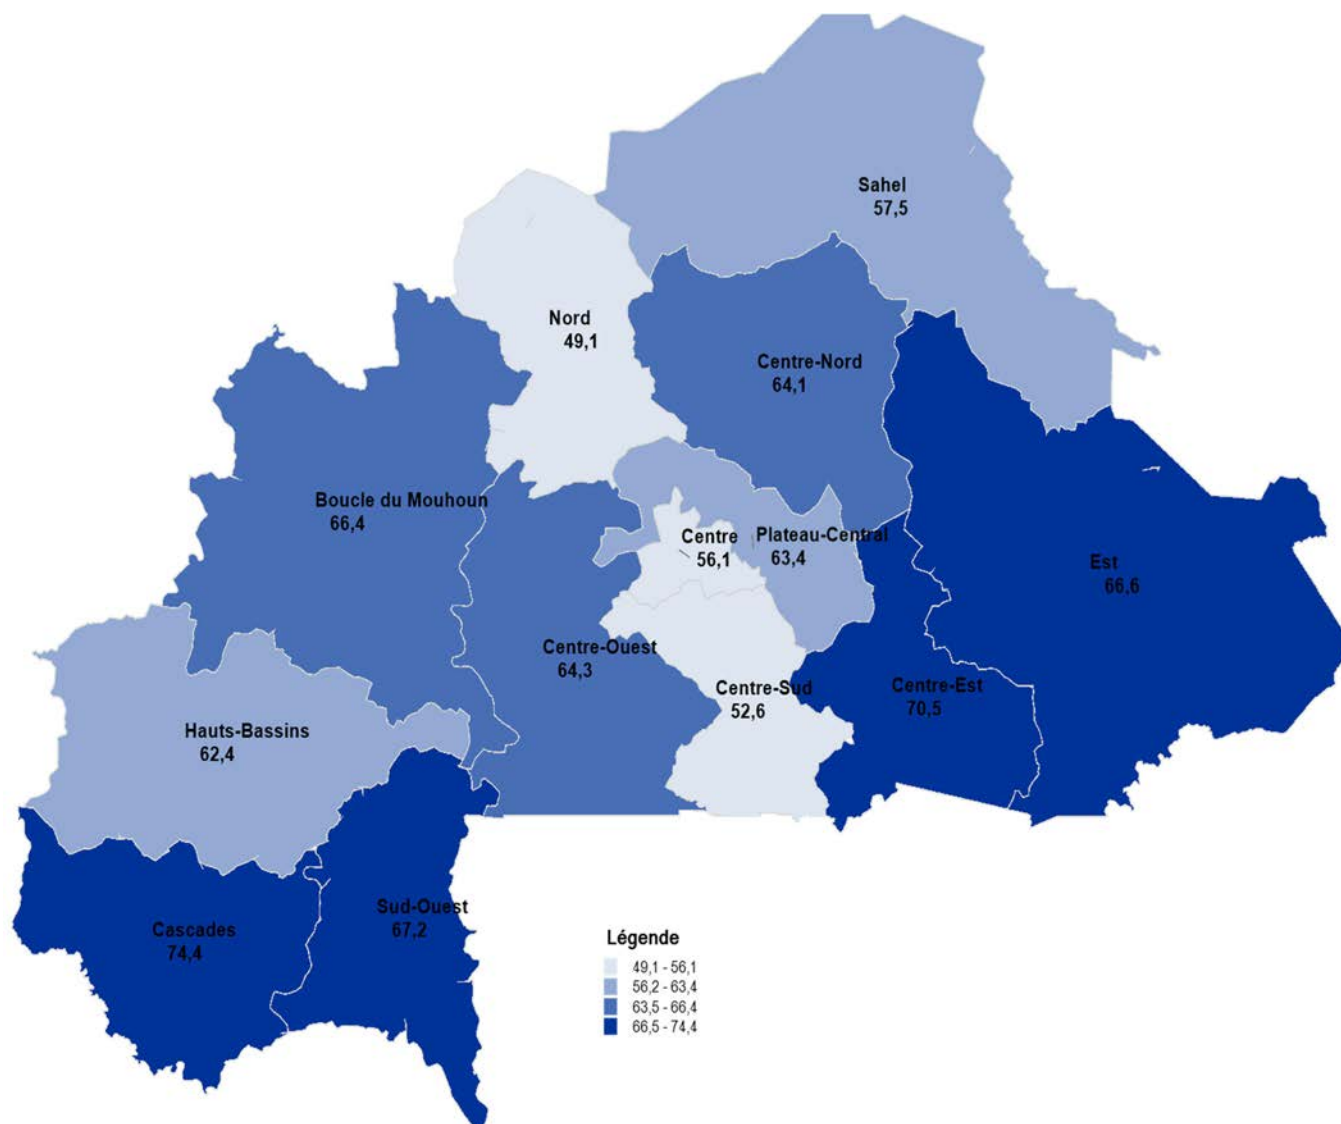 Sahel
57,5
Nord
49,1
Centre-Nord
64,1
Boucle du Mouhoun
66,4
Centre
56,1
Plateau-Central
63,4
Est
66,6
Centre-Ouest
64,3
Centre-Sud
52,6
Centre-Est
70,5
Hauts-Bassins
62,4
Sud-Ouest
67,2
Cascades
74,4
Légende
49,1 - 56,1
56,2 - 63,4
63,5 - 66,4
66,5 - 74,4